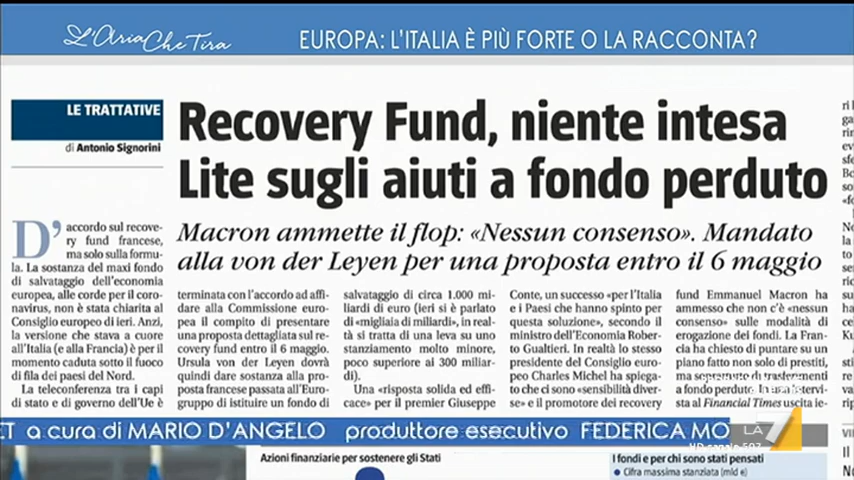 L'Aria Che Tira
EUROPA: L'ITALIA È PIÙ FORTE O LA RACCONTA?
LE TRATTATIVE
di Antonio Signorini
Recovery Fund, niente intesa
Lite sugli aiuti a fondo perduto
Macron ammette il flop: «Nessun consenso». Mandato
alla von der Leyen per una proposta entro il 6 maggio
D'accordo sul recove-
ry fund francese,
ma solo sulla formu-
la. La sostanza del maxi fondo
di salvataggio dell'economia
europea, alle corde per il coro-
navirus, non è stata chiarita al
Consiglio europeo di ieri. Anzi,
la versione che stava a cuore
all'Italia (e alla Francia) è per il
momento caduta sotto il fuoco
di fila dei paesi del Nord.
La teleconferenza tra i capi
di stato e di governo dell'Ue è
terminata con l'accordo ad affi-
dare alla Commissione euro-
pea il compito di presentare
una proposta dettagliata sul re-
covery fund entro il 6 maggio.
Ursula von der Leyen dovrà
quindi dare sostanza alla pro-
posta francese passata all'Euro-
gruppo di istituire un fondo di
salvataggio di circa 1.000 mi-
liardi di euro (ieri si è parlato
di «migliaia di miliardi», in real-
tà si tratta di una leva su uno
stanziamento molto minore,
poco superiore ai 300 miliar-
di).
Una «risposta solida ed effi-
cace» per il premier Giuseppe
Conte, un successo «per l'Italia
e i Paesi che hanno spinto per
questa soluzione», secondo il
ministro dell'Economia Rober-
to Gualtieri. In realtà lo stesso
presidente del Consiglio euro-
peo Charles Michel ha spiega-
to che ci sono «sensibilità diver-
se» e il promotore dei recovery
fund Emmanuel Macron ha
ammesso che non c'è «nessun
consenso» sulle modalità di
erogazione dei fondi. La Fran-
cia ha chiesto di puntare su un
piano fatto non solo di prestiti,
ma
di trasferimenti
a fondo perduto.
sta al Financial Times uscita ie-
ET a cura di MARIO D'ANGELO produttore esecutivo FEDERICA MO
LA 7
HD canale 507
Azioni finanziarie per sostenere gli Stati
I fondi e per chi sono stati pensati
Cifra massima stanziata (mld €)